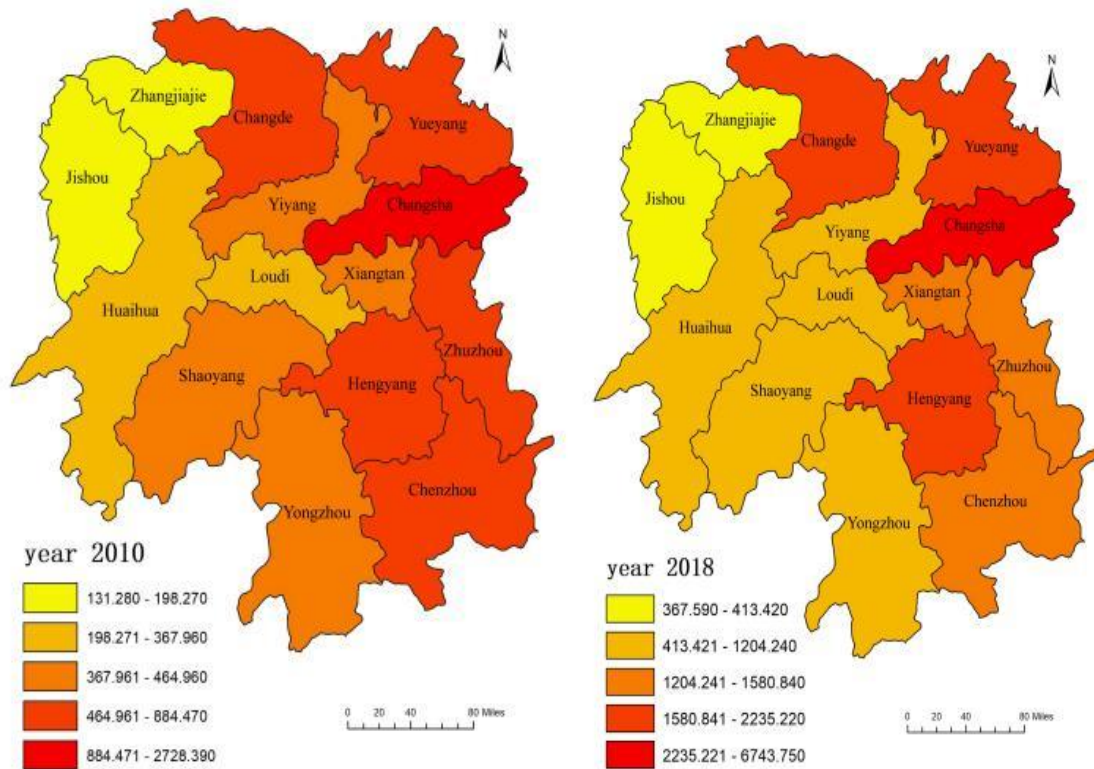 N
Zhangjiajie
Changde
Yueyang
Jishou
Yiyang
Changsha
Loudi
Xiangtan
Huaihua
Zhuzhou
Shaoyang
Hengyang
Chenzhou
Yongzhou
year 2010
131.280 - 198.270
198.271 - 367.960
367.961 - 464.960
464.961 - 884.470
884.471 - 2728.390
0 20 40 80 Miles
N
Zhangjiajie
Changde
Yueyang
Jishou
Changsha
Yiyang
Xiangtan
Loudi
Huaihua
Zhuzhou
Shaoyang
Hengyang
Chenzhou
Yongzhou
year 2018
367.590 - 413.420
413.421 - 1204.240
1204.241 - 1580.840
1580.841 - 2235.220
2235.221 - 6743.750
0 20 40 80 Miles